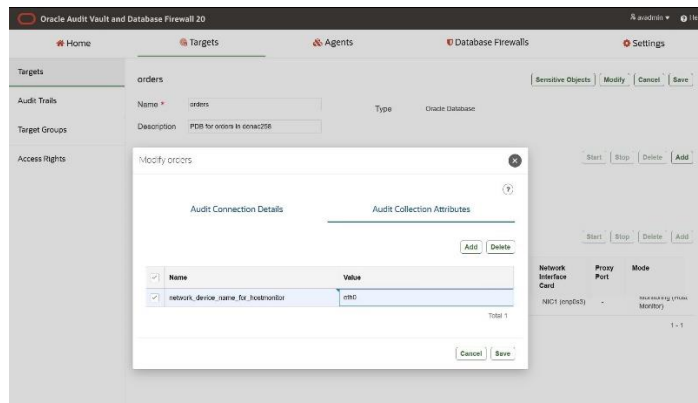 Oracle Audit Vault and Database Firewall 20
avadmin
Home
Targets
Agents
Database Firewalls
Settings
Targets
Audit Trails
Target Groups
Access Rights
orders
Sensitive Objects
Modify
Cancel
Save
Name * orders
Type Oracle Database
Description PDB for orders in
Start
Stop
Delete
Add
Modify orders
?
Audit Connection Details
Audit Collection Attributes
Add
Delete
Name Value
network_device_name_for_hostmonitor eth0
Total 1
Cancel
Save
Start
Stop
Delete
Add
Network Interface Card
Proxy Port
Mode
NIC1 (enp0s3)
-
Monitoring (Host
Monitor)
1 - 1